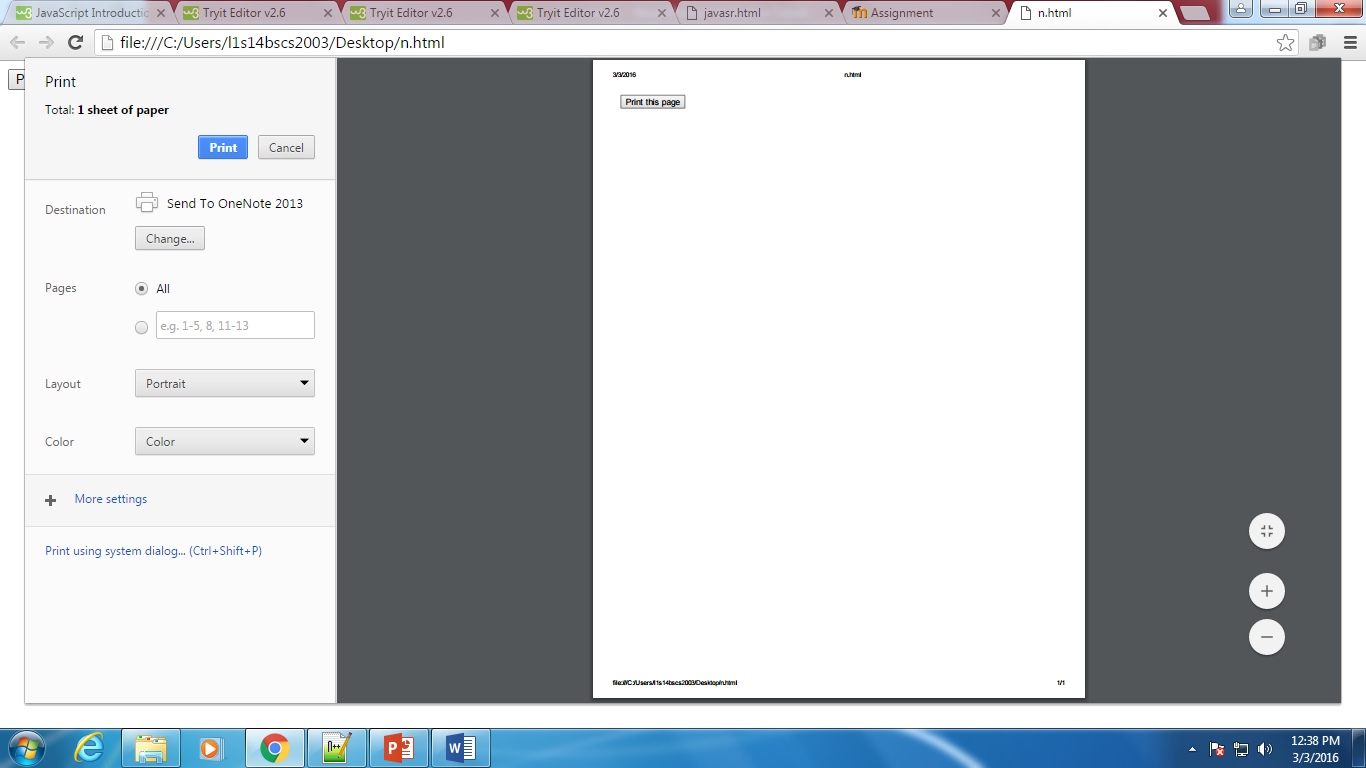 JavaScript Introductio
Tryit Editor v2.6
Tryit Editor v2.6
Tryit Editor v2.6
javasr.html
Assignment
n.html
file:///C:/Users/l1s14bscs2003/Desktop/n.html
P
Print
Total: 1 sheet of paper
Print
Cancel
Destination
Send To OneNote 2013
Change...
Pages
All
e.g. 1-5, 8, 11-13
Layout
Portrait
Color
Color
More settings
Print using system dialog... (Ctrl+Shift+P)
3/3/2016
n.html
Print this page
file:///C:/Users/l1s14bscs2003/Desktop/n.html
1/1
12:38 PM
3/3/2016